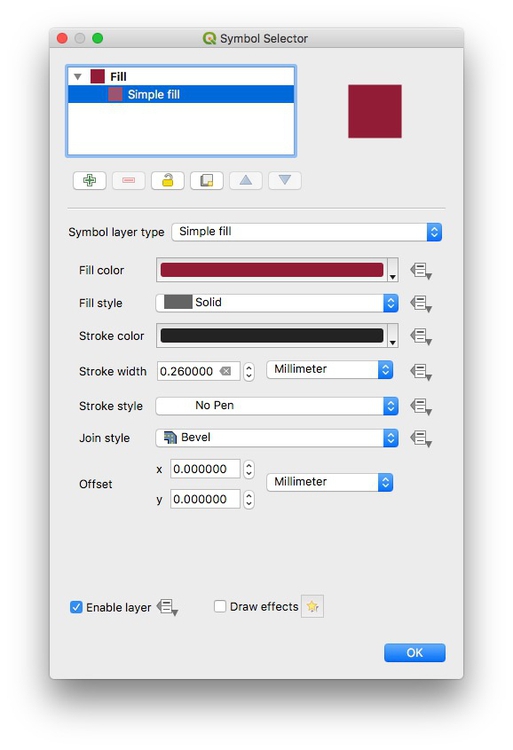 Symbol Selector
Fill
Simple fill
Symbol layer type Simple fill
Fill color
Fill style Solid
Stroke color
Stroke width 0.260000 Millimeter
Stroke style No Pen
Join style Bevel
x 0.000000
Offset Millimeter
y 0.000000
Enable layer Draw effects
OK